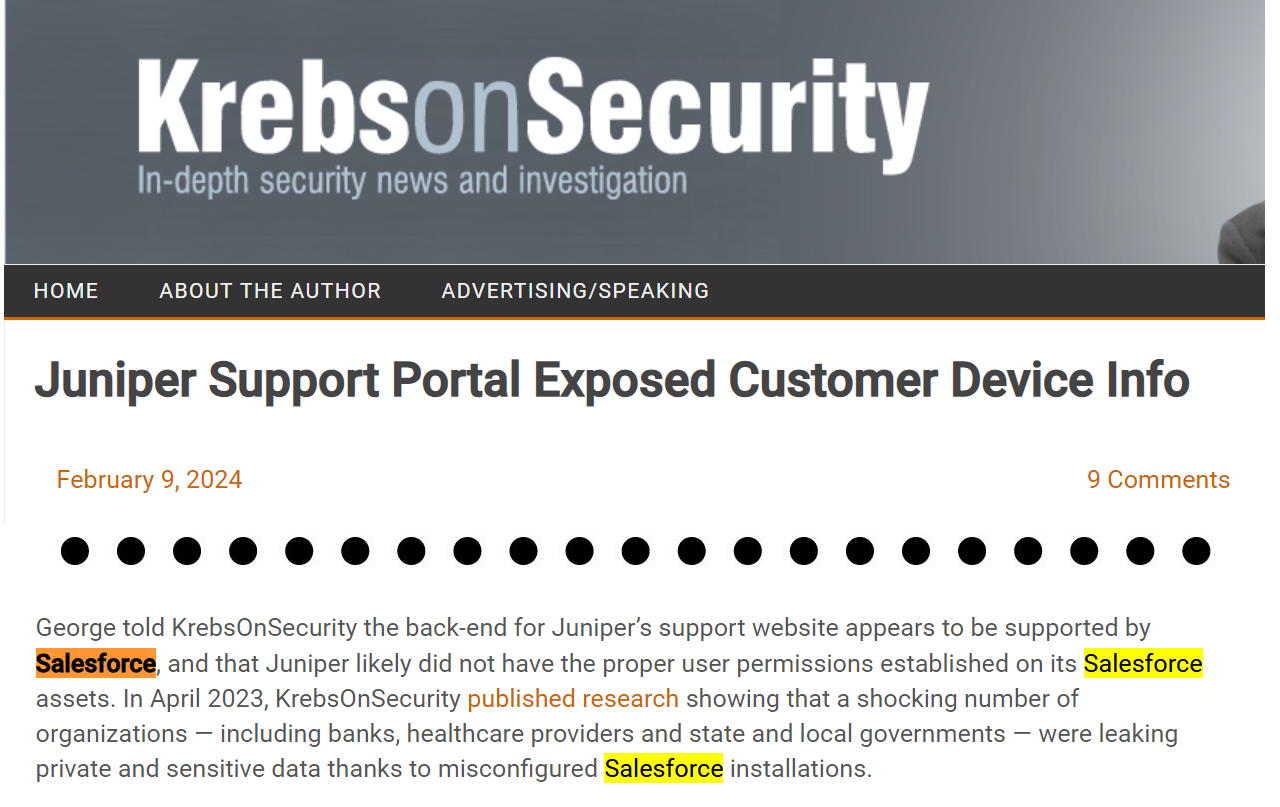 KrebsonSecurity
In-depth security news and investigation
HOME ABOUT THE AUTHOR ADVERTISING/SPEAKING
Juniper Support Portal Exposed Customer Device Info
February 9, 2024 9 Comments
George told KrebsOnSecurity the back-end for Juniper’s support website appears to be supported by
Salesforce, and that Juniper likely did not have the proper user permissions established on its Salesforce
assets. In April 2023, KrebsOnSecurity published research showing that a shocking number of
organizations — including banks, healthcare providers and state and local governments — were leaking
private and sensitive data thanks to misconfigured Salesforce installations.